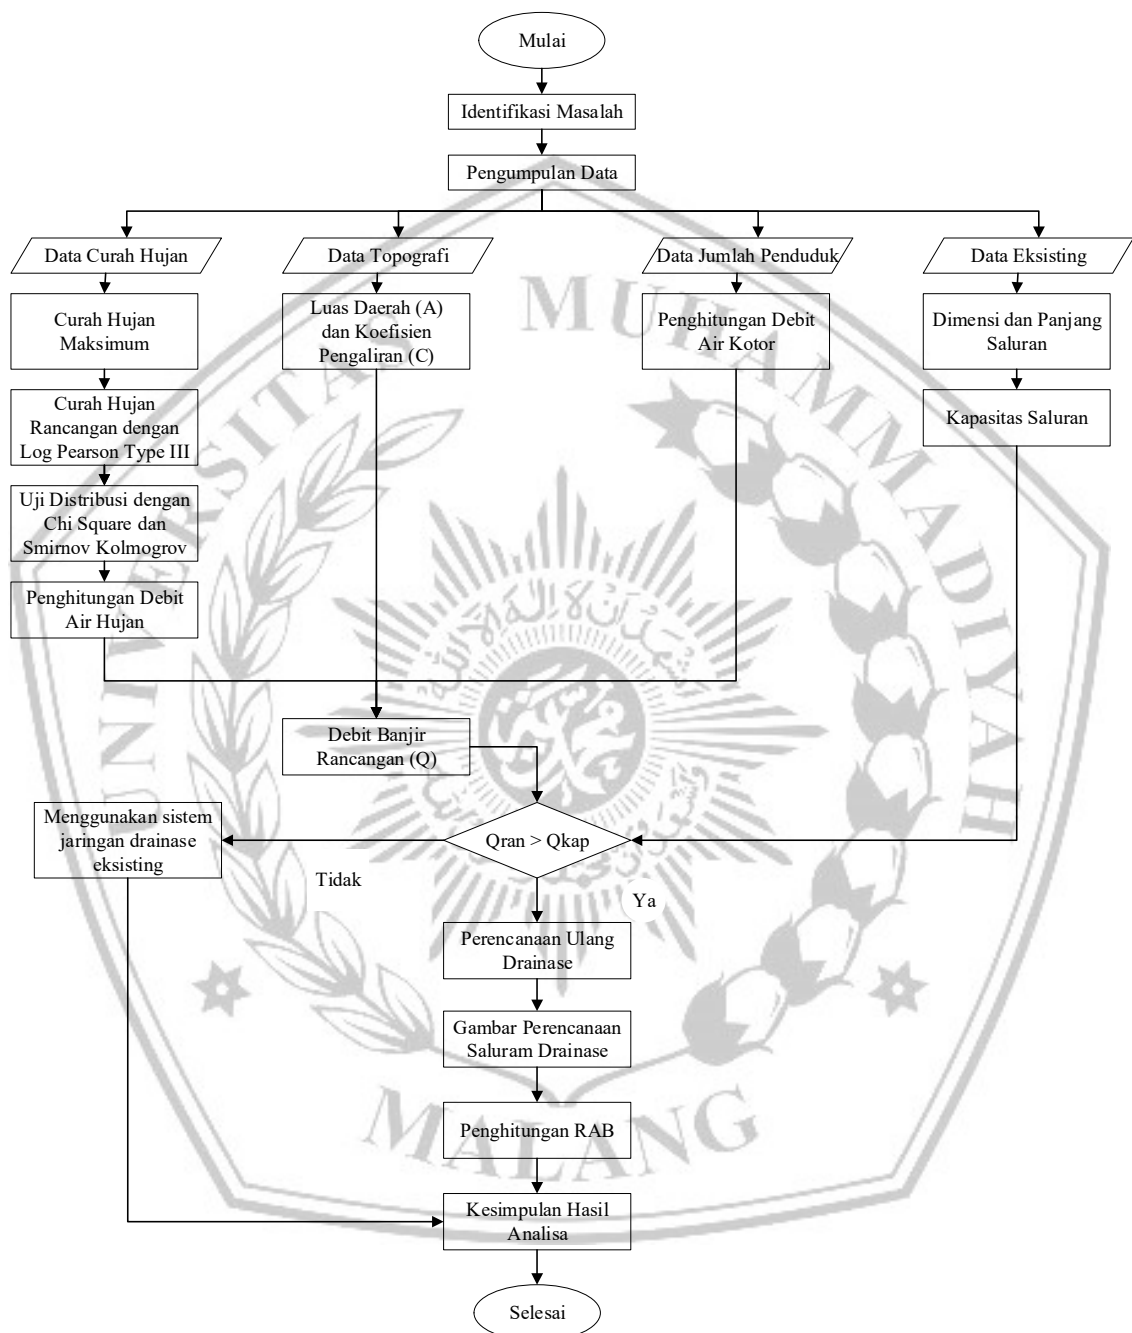 Mulai
Identifikasi Masalah
Pengumpulan Data
Data Curah Hujan
Data Topografi
Data Jumlah Penduduk
Data Eksisting
Curah Hujan
Maksimum
Luas Daerah (A)
dan Koefisien
Pengaliran (C)
Penghitungan Debit
Air Kotor
Dimensi dan Panjang
Saluran
Curah Hujan
Rancangan dengan
Log Pearson Type III
Kapasitas Saluran
Uji Distribusi dengan
Chi Square dan
Smirnov Kolmogrov
Penghitungan Debit
Air Hujan
Debit Banjir
Rancangan (Q)
Menggunakan sistem
jaringan drainase
eksisting
Qran > Qkap
Tidak
Ya
Perencanaan Ulang
Drainase
Gambar Perencanaan
Saluram Drainase
Penghitungan RAB
Kesimpulan Hasil
Analisa
Selesai
UNIVERSITAS MUHAMMADIYAH
MALANG